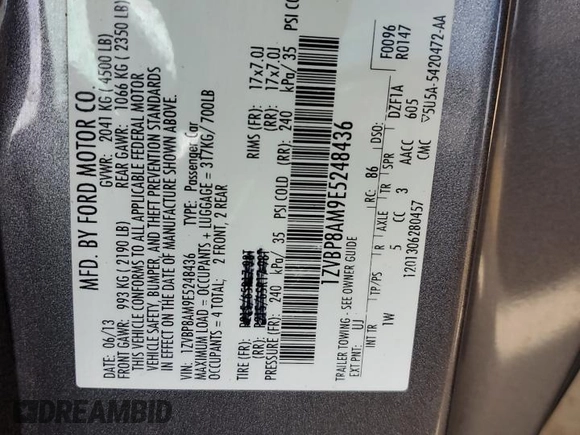 MFD. BY FORD MOTOR CO.
DATE: 06/13 GVWR: 2041 KG ( 4500 LB)
FRONT GAWR: 993 KG ( 2190 LB) REAR GAWR: 1066 KG ( 2350 LB)
THIS VEHICLE CONFORMS TO ALL APPLICABLE FEDERAL MOTOR
VEHICLE SAFETY, BUMPER, AND THEFT PREVENTION STANDARDS
IN EFFECT ON THE DATE OF MANUFACTURE SHOWN ABOVE.
VIN: 1ZVBP8AM9E5248436 TYPE: Passenger Car
MAXIMUM LOAD = OCCUPANTS + LUGGAGE = 317KG/700LB
OCCUPANTS = 4 TOTAL: 2 FRONT, 2 REAR
TIRE (FR): RIMS (FR): 17x7.0J
(RR): (RR): 17x7.0J
PRESSURE (FR): 240 kPa/ 35 PSI COLD (RR): 240 kPa/ 35 PSI CO
1ZVBP8AM9E5248436
TRAILER TOWING - SEE OWNER GUIDE
EXT PNT: UJ RC: 86 DSO: F0096
INT TR TP/PS R AXLE TR SPR DZF1A R0147
1W 5 CC 3 AACC 605
1201306280457 CMC 5U5A-5420472-AA
DREAMBID